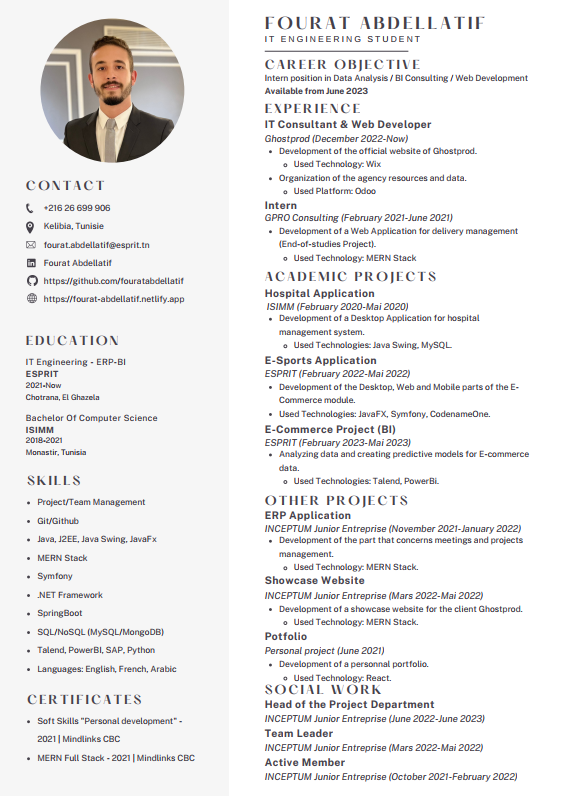 FOURAT ABDELLATIF
IT ENGINEERING STUDENT
CAREER OBJECTIVE
Intern position in Data Analysis / BI Consulting / Web Development
Available from June 2023
EXPERIENCE
IT Consultant & Web Developer
Ghostprod (December 2022-Now)
• Development of the official website of Ghostprod.
Used Technology: Wix
• Organization of the agency resources and data.
Used Platform: Odoo
Intern
GPRO Consulting (February 2021-June 2021)
• Development of a Web Application for delivery management
(End-of-studies Project).
Used Technology: MERN Stack
ACADEMIC PROJECTS
Hospital Application
ISIMM (February 2020-Mai 2020)
• Development of a Desktop Application for hospital
management system.
Used Technologies: Java Swing, MySQL.
E-Sports Application
ESPRIT (February 2022-Mai 2022)
• Development of the Desktop, Web and Mobile parts of the E-
Commerce module.
• Used Technologies: JavaFX, Symfony, CodenameOne.
E-Commerce Project (BI)
ESPRIT (February 2023-Mai 2023)
• Analyzing data and creating predictive models for E-commerce
data.
Used Technologies: Talend, PowerBi.
OTHER PROJECTS
ERP Application
INCEPTUM Junior Entreprise (November 2021-January 2022)
• Development of the part that concerns meetings and projects
management.
Used Technology: MERN Stack.
Showcase Website
INCEPTUM Junior Entreprise (Mars 2022-Mai 2022)
• Development of a showcase website for the client Ghostprod.
Used Technology: MERN Stack.
Potfolio
Personal project (June 2021)
• Development of a personnal portfolio.
Used Technology: React.
SOCIAL WORK
Head of the Project Department
INCEPTUM Junior Entreprise (June 2022-June 2023)
Team Leader
INCEPTUM Junior Entreprise (Mars 2022-Mai 2022)
Active Member
INCEPTUM Junior Entreprise (October 2021-February 2022)
CONTACT
+216 26 699 906
Kelibia, Tunisie
fourat.abdellatif@esprit.tn
Fourat Abdellatif
https://github.com/fouratabdellatif
https://fourat-abdellatif.netlify.app
EDUCATION
IT Engineering - ERP-BI
ESPRIT
2021-Now
Chotrana, El Ghazela
Bachelor Of Computer Science
ISIMM
2018-2021
Monastir, Tunisia
SKILLS
• Project/Team Management
• Git/Github
• Java, J2EE, Java Swing, JavaFx
• MERN Stack
• Symfony
• .NET Framework
• SpringBoot
• SQL/NoSQL (MySQL/MongoDB)
• Talend, PowerBI, SAP, Python
• Languages: English, French, Arabic
CERTIFICATES
• Soft Skills "Personal development" -
2021 | Mindlinks CBC
• MERN Full Stack - 2021 | Mindlinks CBC